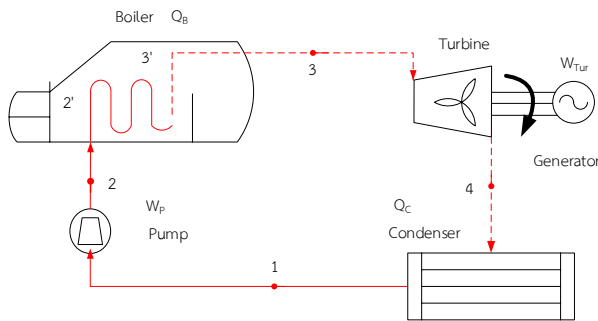 Boiler Q_B
Turbine
W_Tur
3'
3
2'
Generator
2
4
W_P
Pump
Q_C
Condenser
1